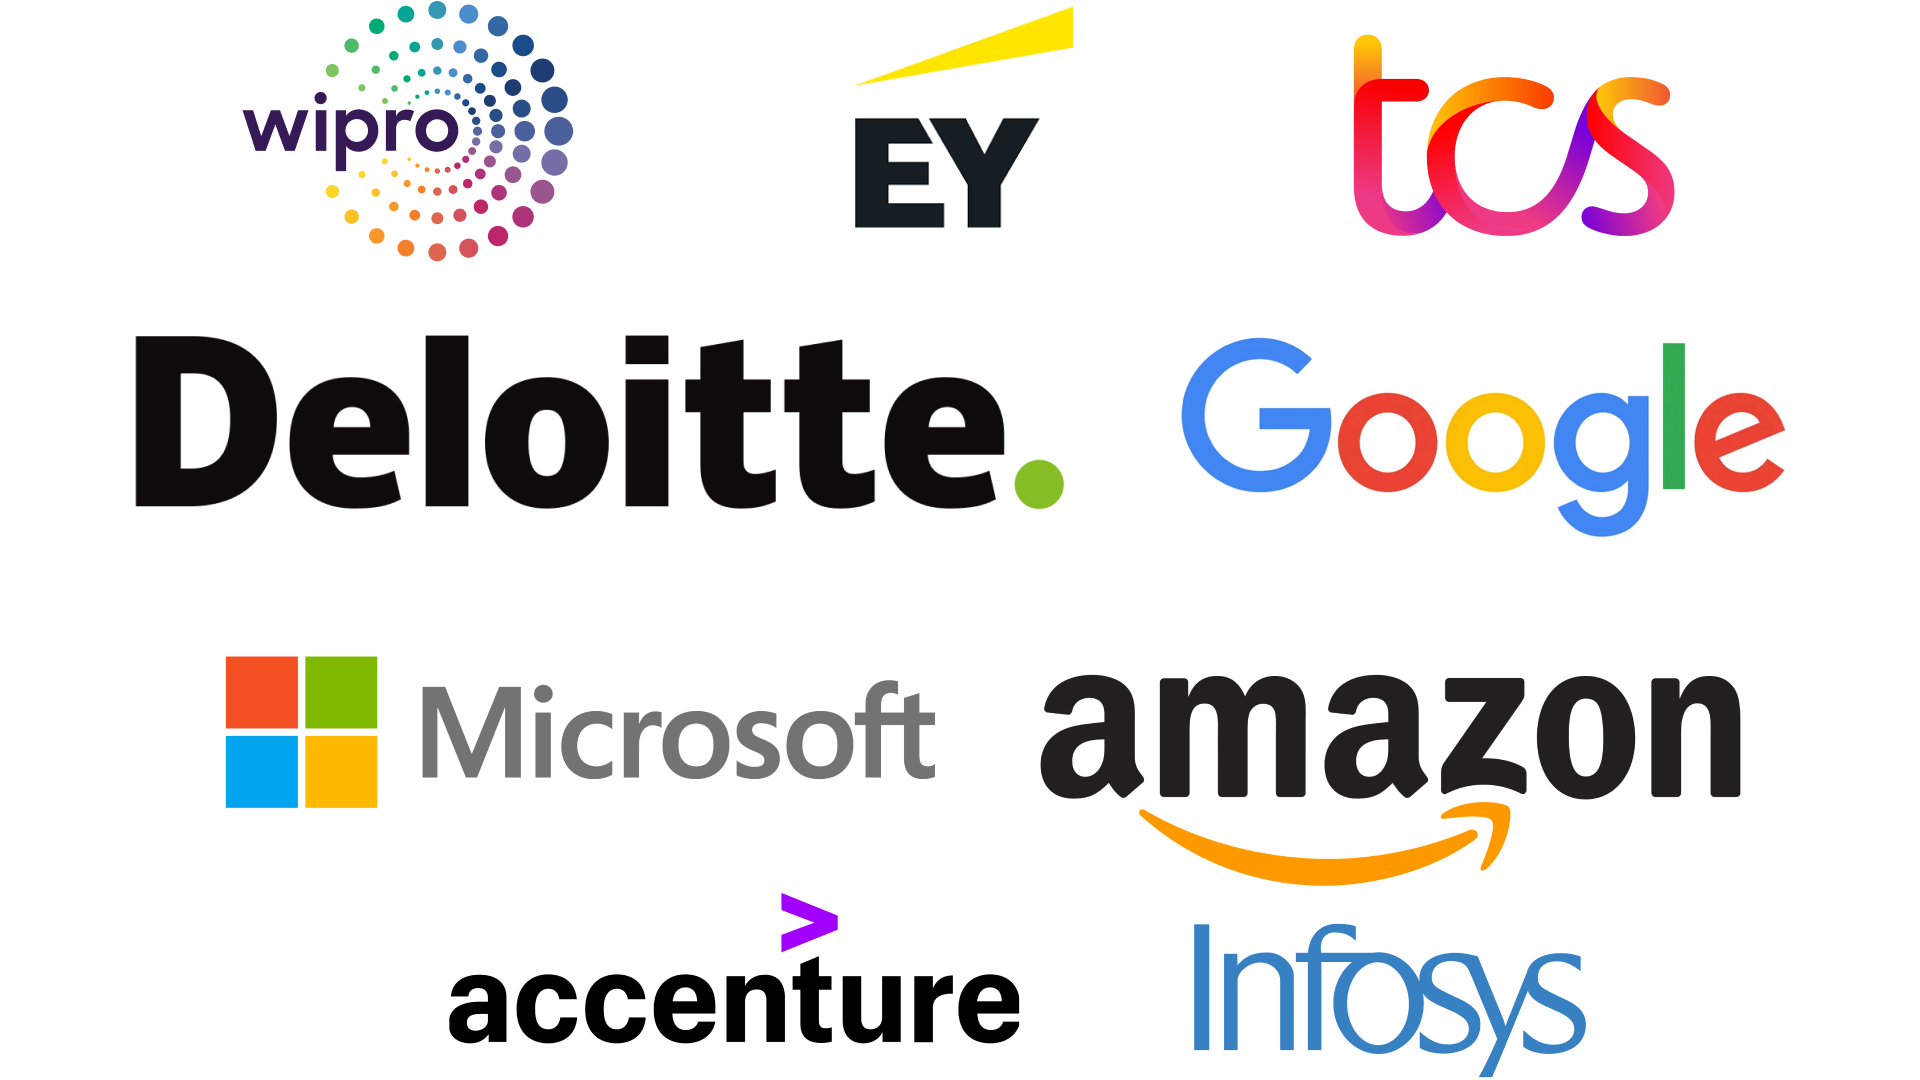 wipro
EY
tcs
Deloitte.
Google
Microsoft
amazon
accenture
Infosys